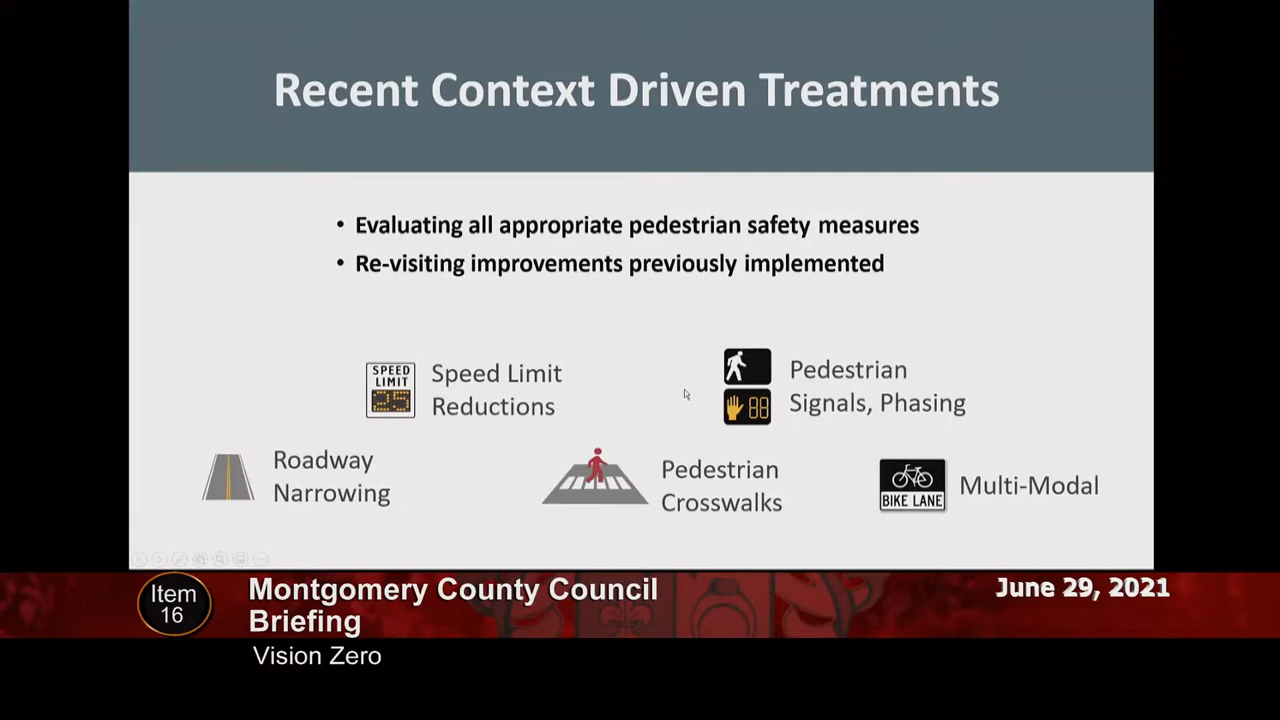 Recent Context Driven Treatments
• Evaluating all appropriate pedestrian safety measures
• Re-visiting improvements previously implemented
SPEED
LIMIT
25
Speed Limit
Reductions
88
Pedestrian
Signals, Phasing
Roadway
Narrowing
Pedestrian
Crosswalks
BIKE LANE
Multi-Modal
Item
16
Montgomery County Council
Briefing
June 29, 2021
Vision Zero